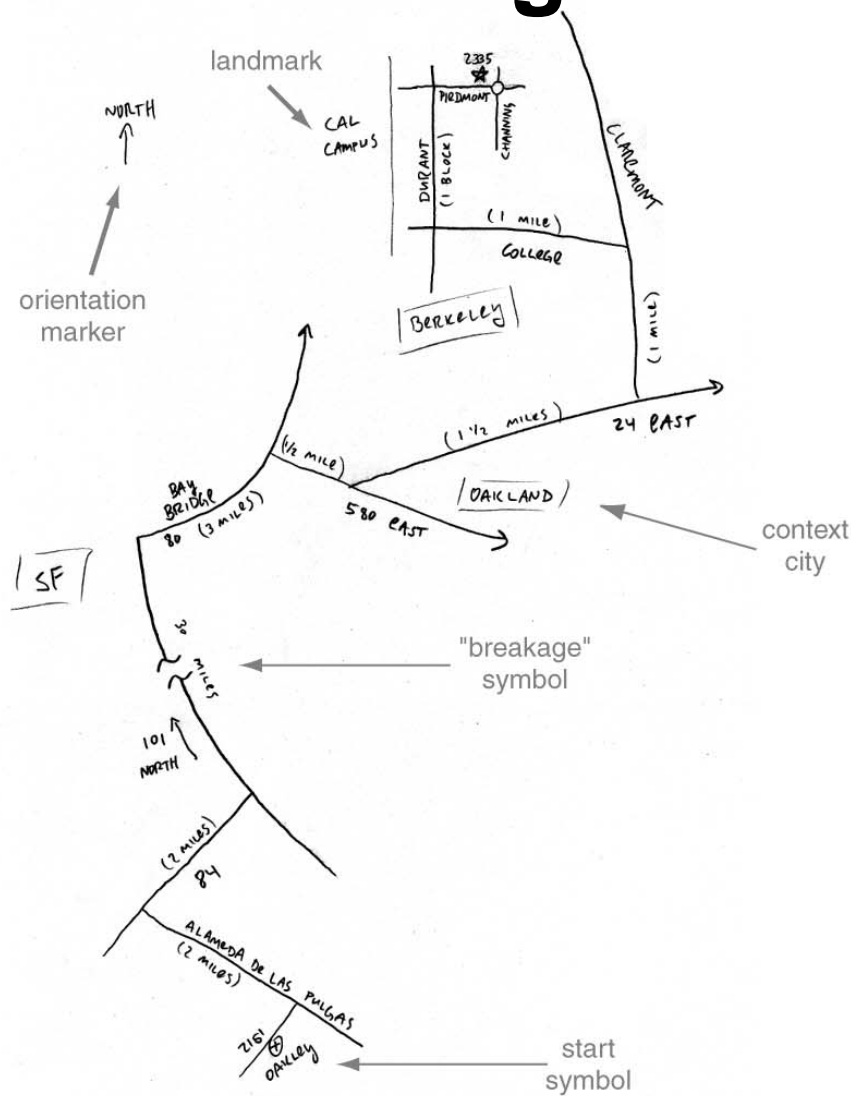 g
landmark
NORTH
CAL
CAMPUS
2335
PIEDMONT
CHANNING
DURANT
(1 BLOCK)
CLAREMONT
(1 MILE)
COLLEGE
orientation
marker
BERKELEY
(1 MILE)
(1 1/2 MILES)
24 EAST
(1/2 MILE)
BAY
BRIDGE
80 (3 MILES)
580 EAST
OAKLAND
context
city
SF
30
MILES
"breakage"
symbol
101
NORTH
(2 MILES)
84
ALAMEDA DE LAS PULGAS
(2 MILES)
2161
OAKLEY
start
symbol